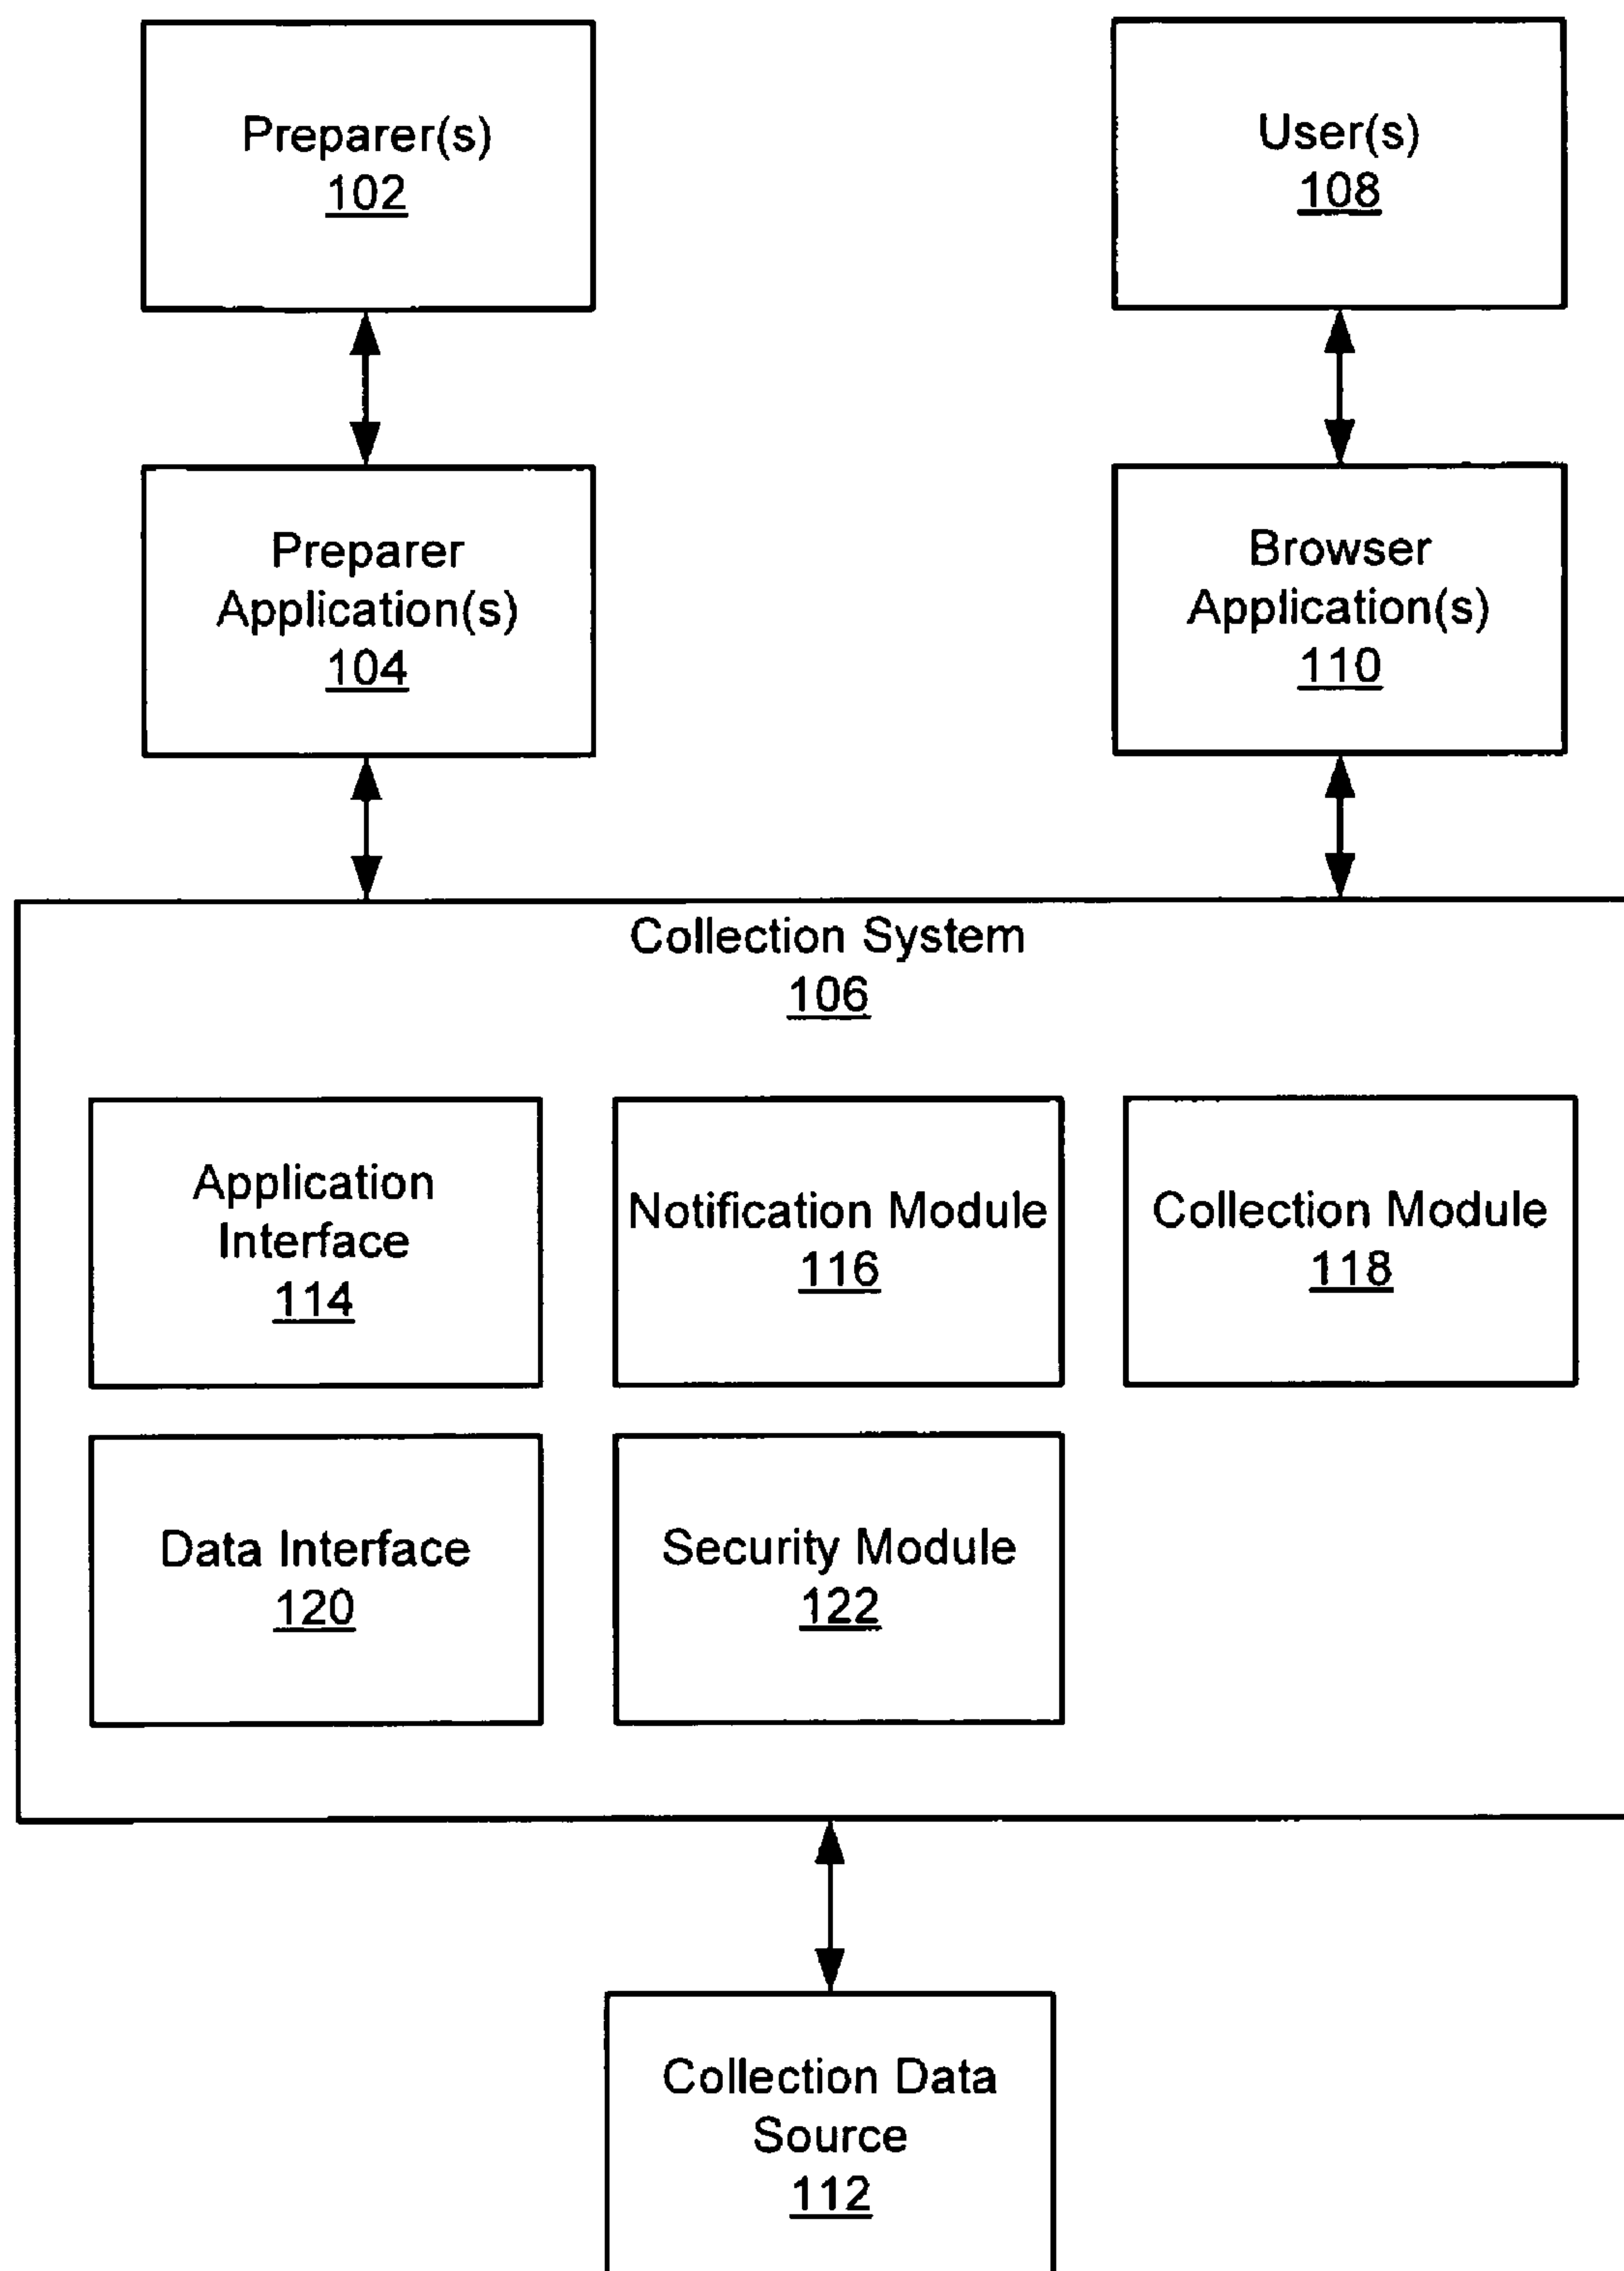 Preparer(s)
102
User(s)
108
Preparer
Application(s)
104
Browser
Application(s)
110
Collection System
106
Application
Interface
114
Notification Module
116
Collection Module
118
Data Interface
120
Security Module
122
Collection Data
Source
112